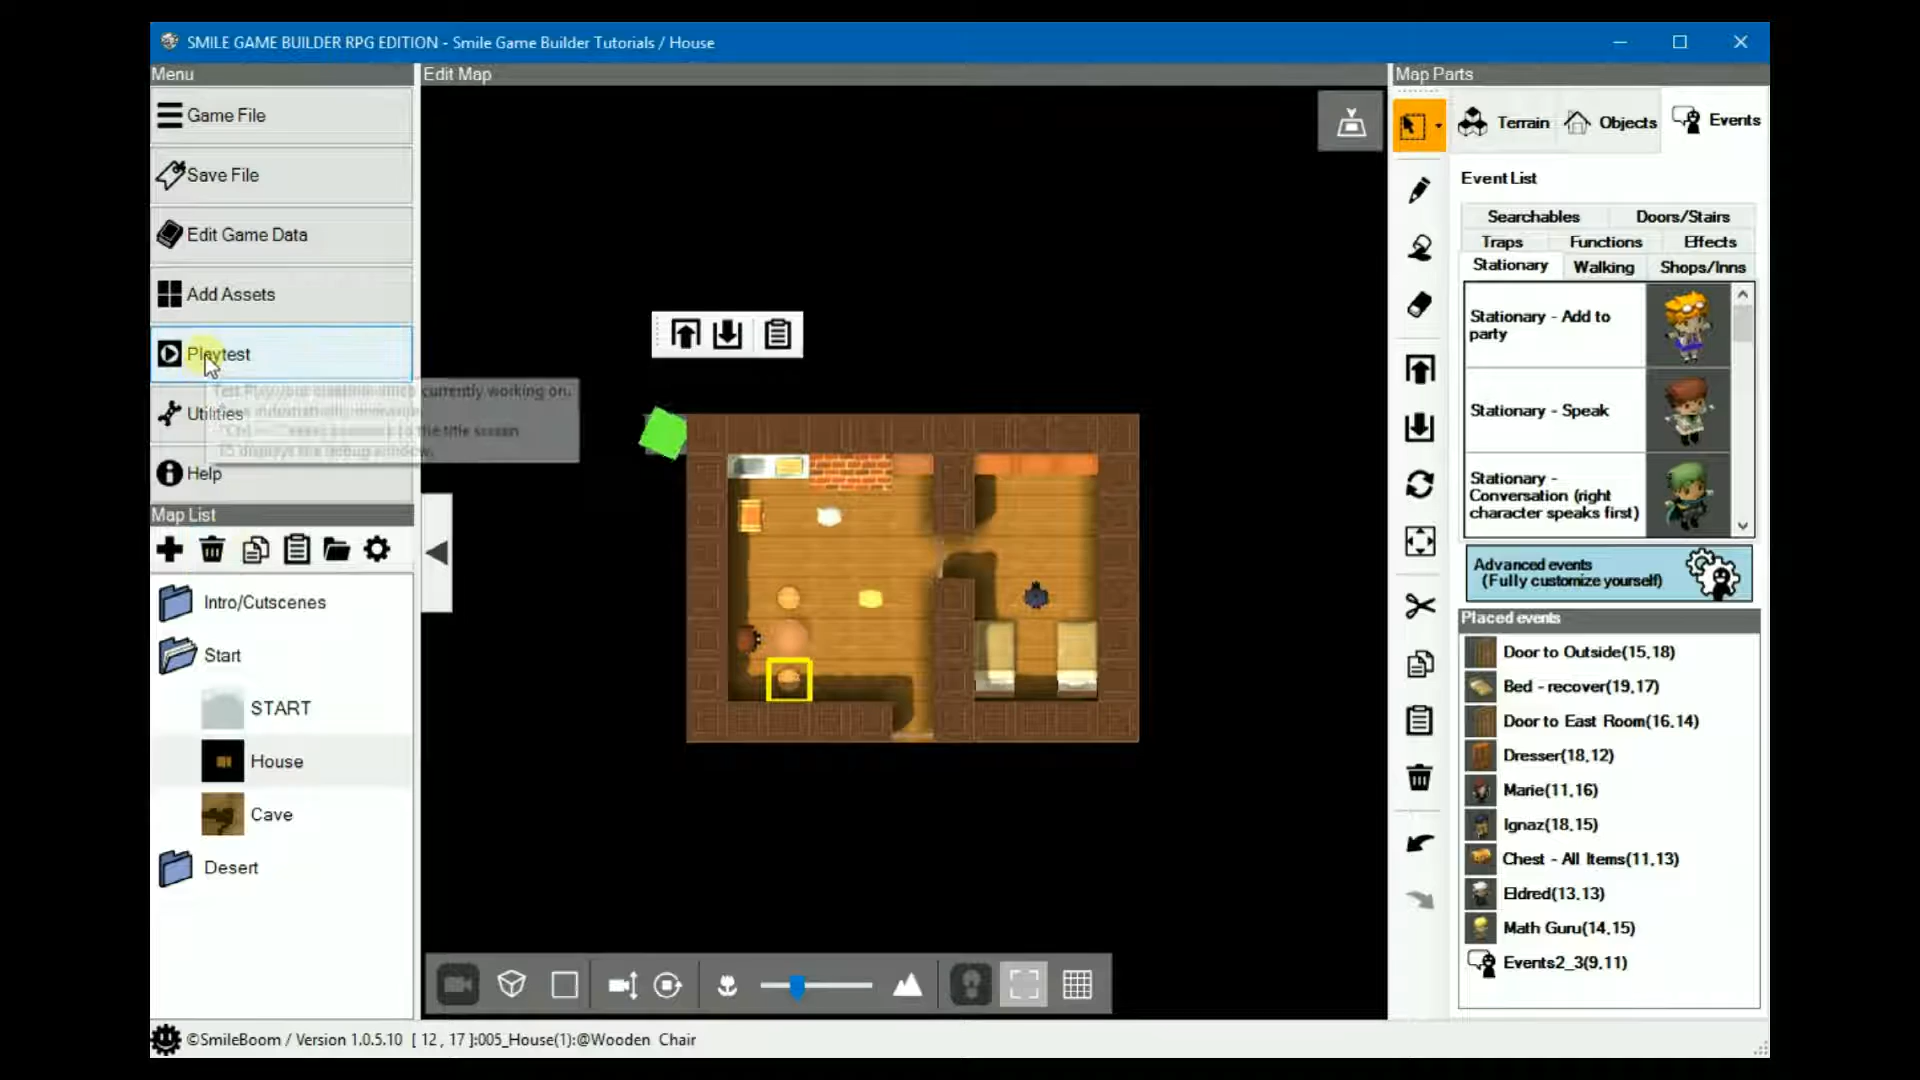 SMILE GAME BUILDER RPG EDITION - Smile Game Builder Tutorials / House
Menu
Edit Map
Map Parts
Game File
Save File
Edit Game Data
Add Assets
Playtest
currently working on.
Utilities
to the title screen
F5 displays the debug window.
Help
Map List
Intro/Cutscenes
Start
START
House
Cave
Desert
Terrain
Objects
Events
Event List
Searchables
Doors/Stairs
Traps
Functions
Effects
Stationary
Walking
Shops/Inns
Stationary - Add to
party
Stationary - Speak
Stationary -
Conversation (right
character speaks first)
Advanced events
(Fully customize yourself)
Placed events
Door to Outside(15,18)
Bed - recover(19,17)
Door to East Room(16,14)
Dresser(18,12)
Marie(11,16)
Ignaz(18,15)
Chest - All Items(11,13)
Eldred(13,13)
Math Guru(14,15)
Events2_3(9,11)
©SmileBoom / Version 1.0.5.10 [ 12 , 17 ]:005_House(1):@Wooden Chair